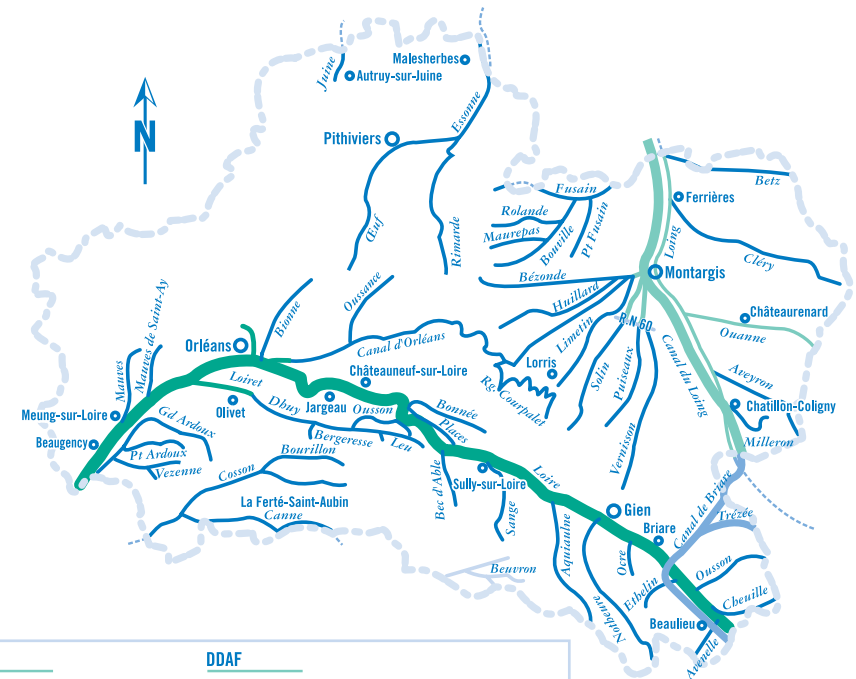 Malesherbes
Juine
Autruy-sur-Juine
Essonne
N
Pithiviers
Betz
Fusain
Ferrières
Rolande
Maurepas
Bouville
Pt Fusain
Œuf
Rimarde
Loing
Cléry
Bézonde
Montargis
Oussance
Huillard
Bionne
Limetin
R.N 60
Châteaurenard
Ouanne
Mauves de Saint-Ay
Mauves
Orléans
Canal d'Orléans
Lorris
Solin
Puiseaux
Canal du Loing
Châteauneuf-sur-Loire
Rg Courpalet
Aveyron
Loiret
Olivet
Dhuy
Jargeau
Ousson
Bonnée
Chatillon-Coligny
Meung-sur-Loire
Gd Ardoux
Places
Milleron
Beaugency
Bergeresse
Leu
Pt Ardoux
Bourillon
Vernisson
Vezenne
Cosson
Bec d'Able
Sully-sur-Loire
Loire
La Ferté-Saint-Aubin
Canne
Sange
Gien
Canal de Briare
Trézée
Briare
Aquiaulne
Ocre
Beuvron
Ethelin
Ousson
Notheure
Cheuille
Beaulieu
Avenelle
DDAF